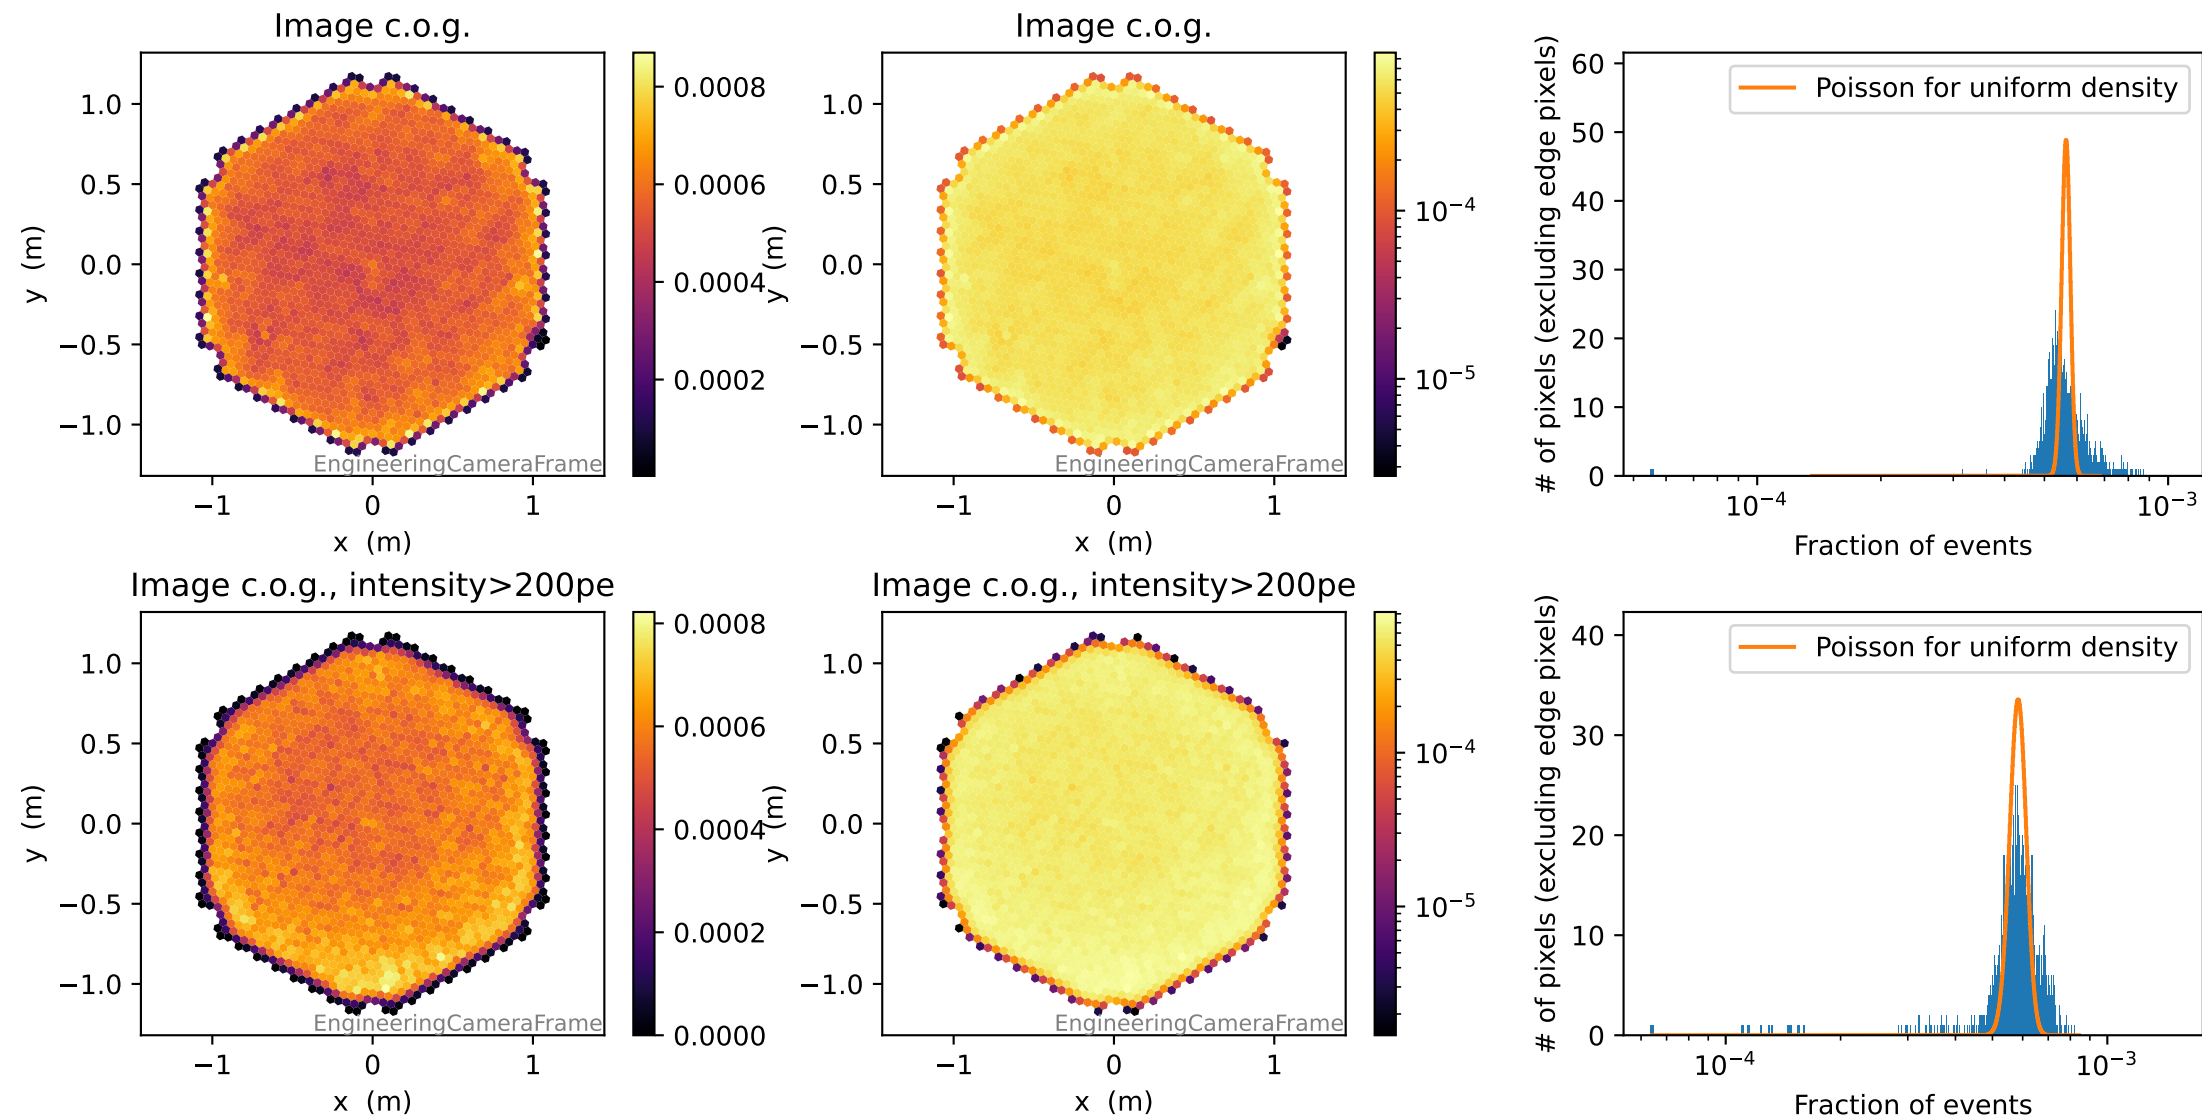 Image c.o.g.
1.0
0.5
0.0
−0.5
−1.0
y (m)
−1
0
1
x (m)
EngineeringCameraFrame
0.0008
0.0006
0.0004
0.0002
Image c.o.g.
1.0
0.5
0.0
−0.5
−1.0
y (m)
−1
0
1
x (m)
EngineeringCameraFrame
10⁻⁴
10⁻⁵
60
50
40
30
20
10
0
# of pixels (excluding edge pixels)
Poisson for uniform density
10⁻⁴
10⁻³
Fraction of events
Image c.o.g., intensity>200pe
1.0
0.5
0.0
−0.5
−1.0
y (m)
−1
0
1
x (m)
EngineeringCameraFrame
0.0008
0.0006
0.0004
0.0002
0.0000
Image c.o.g., intensity>200pe
1.0
0.5
0.0
−0.5
−1.0
y (m)
−1
0
1
x (m)
EngineeringCameraFrame
10⁻⁴
10⁻⁵
40
30
20
10
0
# of pixels (excluding edge pixels)
Poisson for uniform density
10⁻⁴
10⁻³
Fraction of events